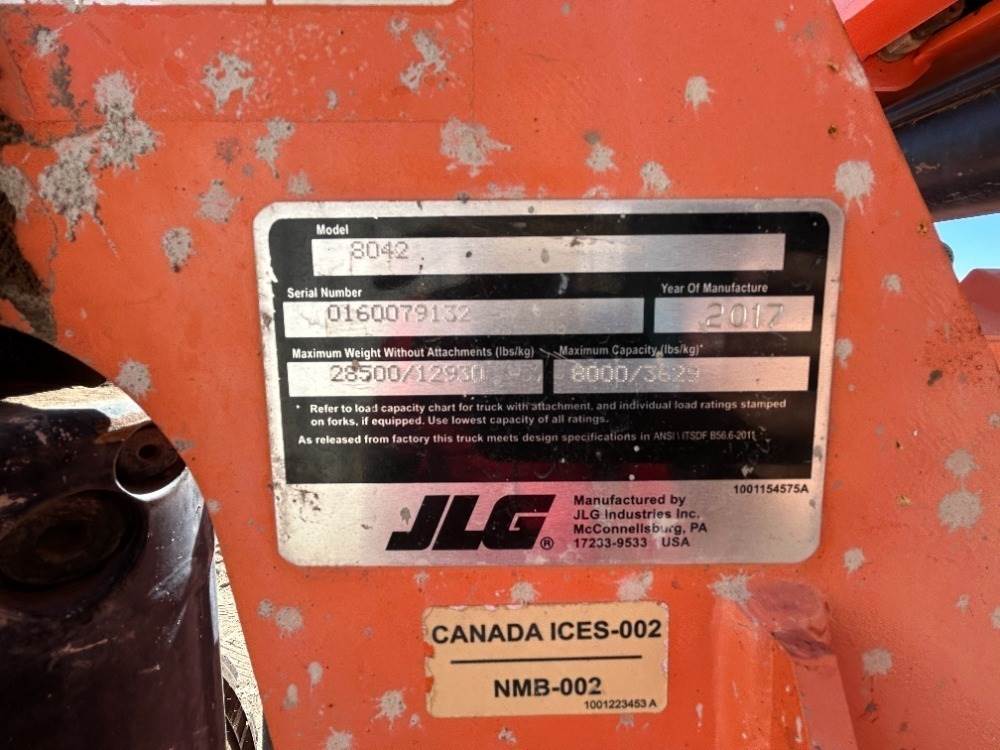 Model
8042
Serial Number
Year Of Manufacture
0160079132
2017
Maximum Weight Without Attachments (lbs/kg)
Maximum Capacity (lbs/kg)*
28500/12930
8000/3629
* Refer to load capacity chart for truck with attachment, and individual load ratings stamped
on forks, if equipped. Use lowest capacity of all ratings.
As released from factory this truck meets design specifications in ANSI / ITSDF B56.6-2011
1001154575A
JLG®
Manufactured by
JLG Industries Inc.
McConnellsburg, PA
17233-9533 USA
CANADA ICES-002
NMB-002
1001223453 A